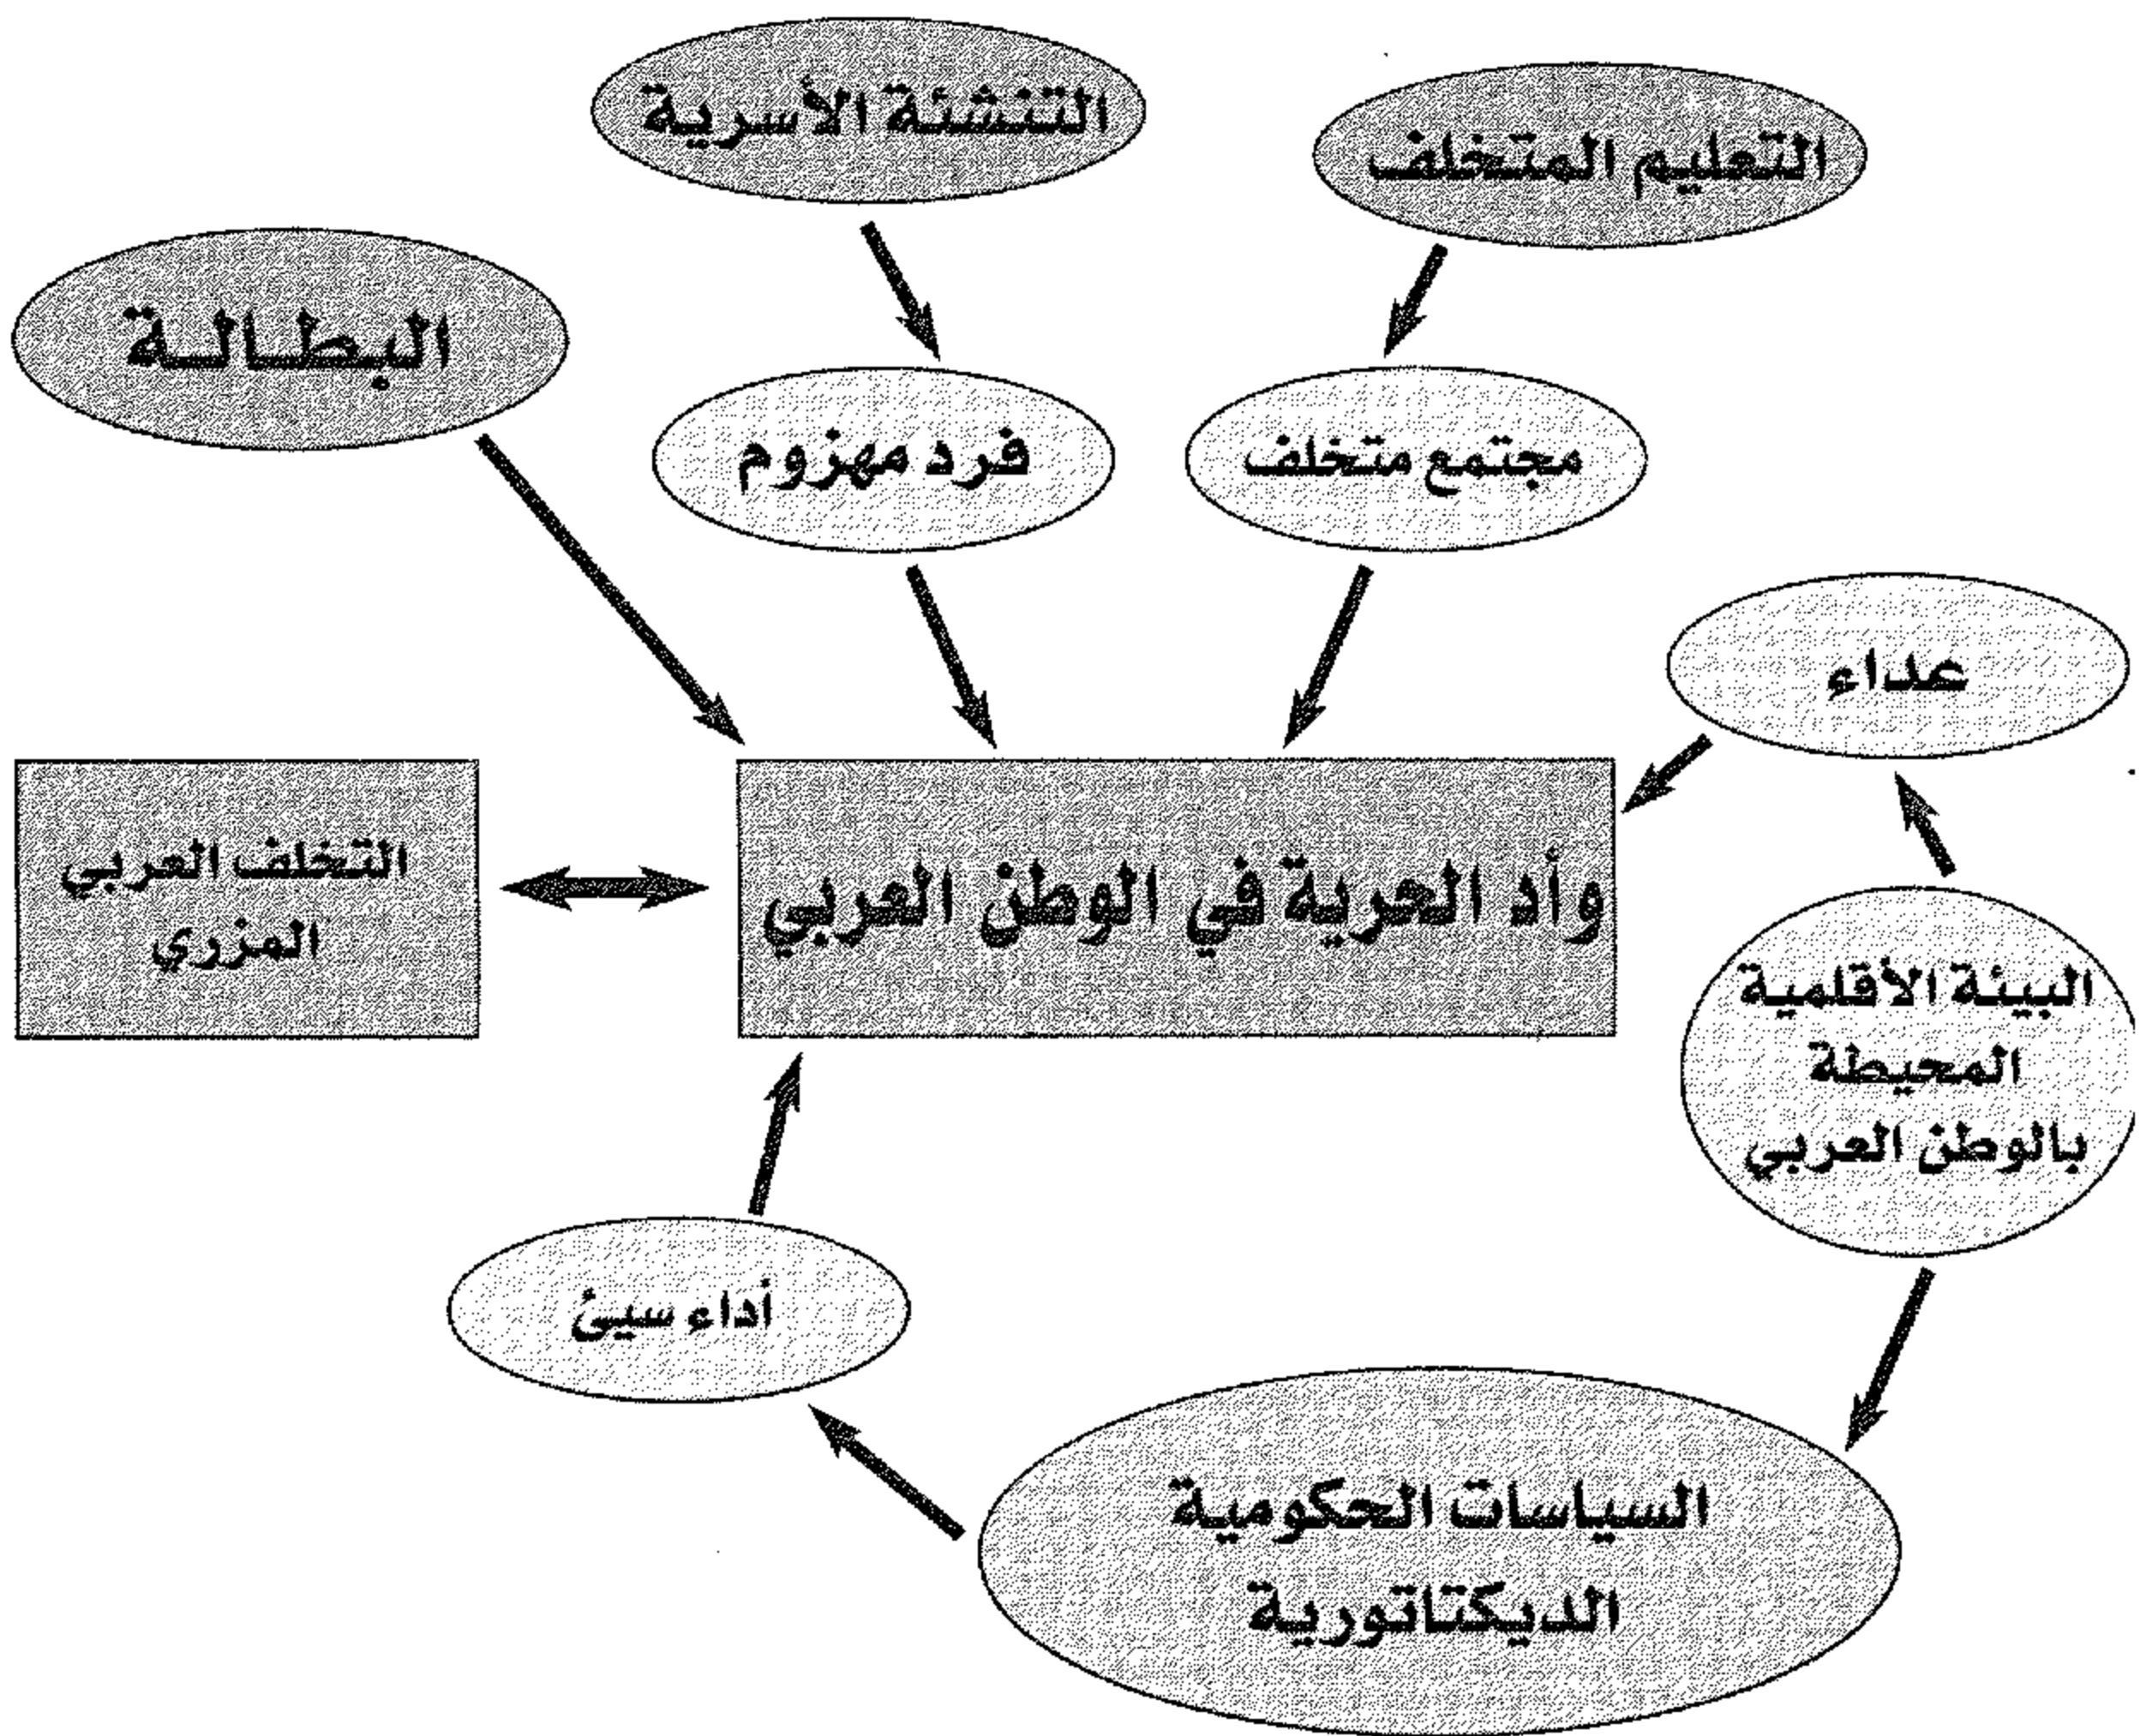 التنشئة الأسرية
التعليم المتخلف
البطالة
فرد مهزوم
مجتمع متخلف
عداء
وأد الحرية في الوطن العربي
التخلف العربي
المزري
البيئة الأقلمية
المحيطة
بالوطن العربي
أداء سيئ
السياسات الحكومية
الديكتاتورية